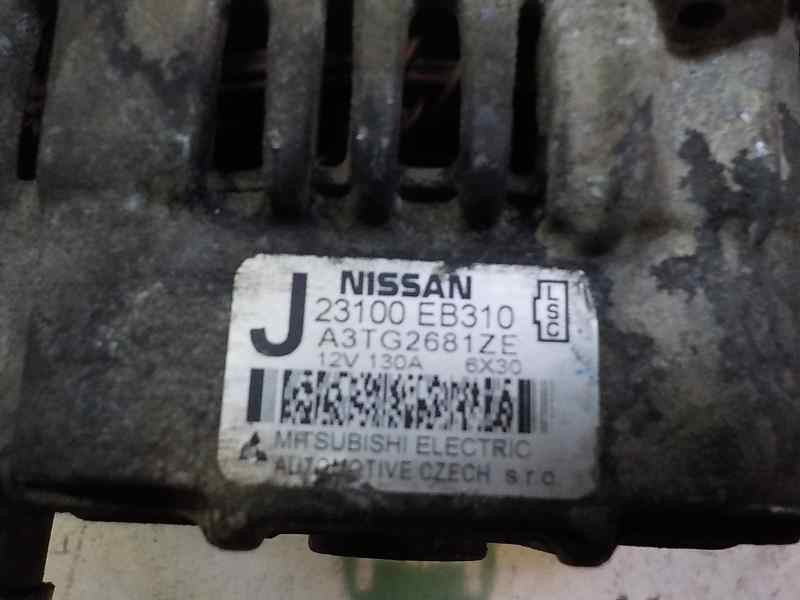 J
NISSAN
23100 EB310
A3TG2681ZE
12V 130A 6X30
LSC
MITSUBISHI ELECTRIC
AUTOMOTIVE CZECH s.r.o.